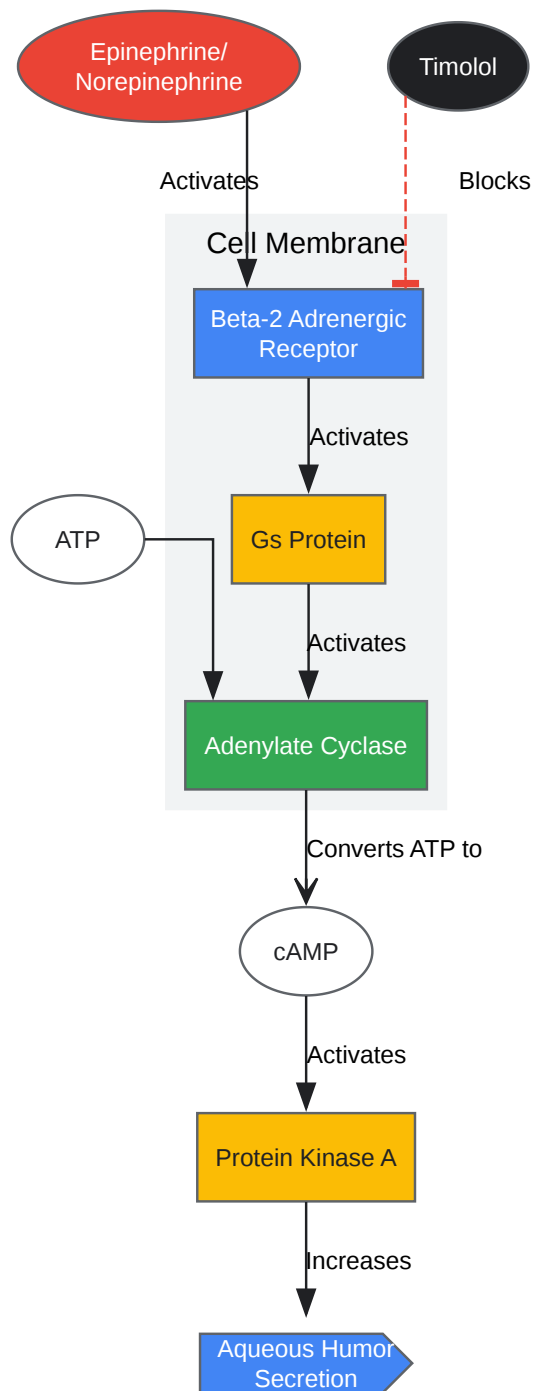 Epinephrine/
Norepinephrine
Timolol
Activates
Blocks
Cell Membrane
Beta-2 Adrenergic
Receptor
Activates
ATP
Gs Protein
Activates
Adenylate Cyclase
Converts ATP to
cAMP
Activates
Protein Kinase A
Increases
Aqueous Humor
Secretion